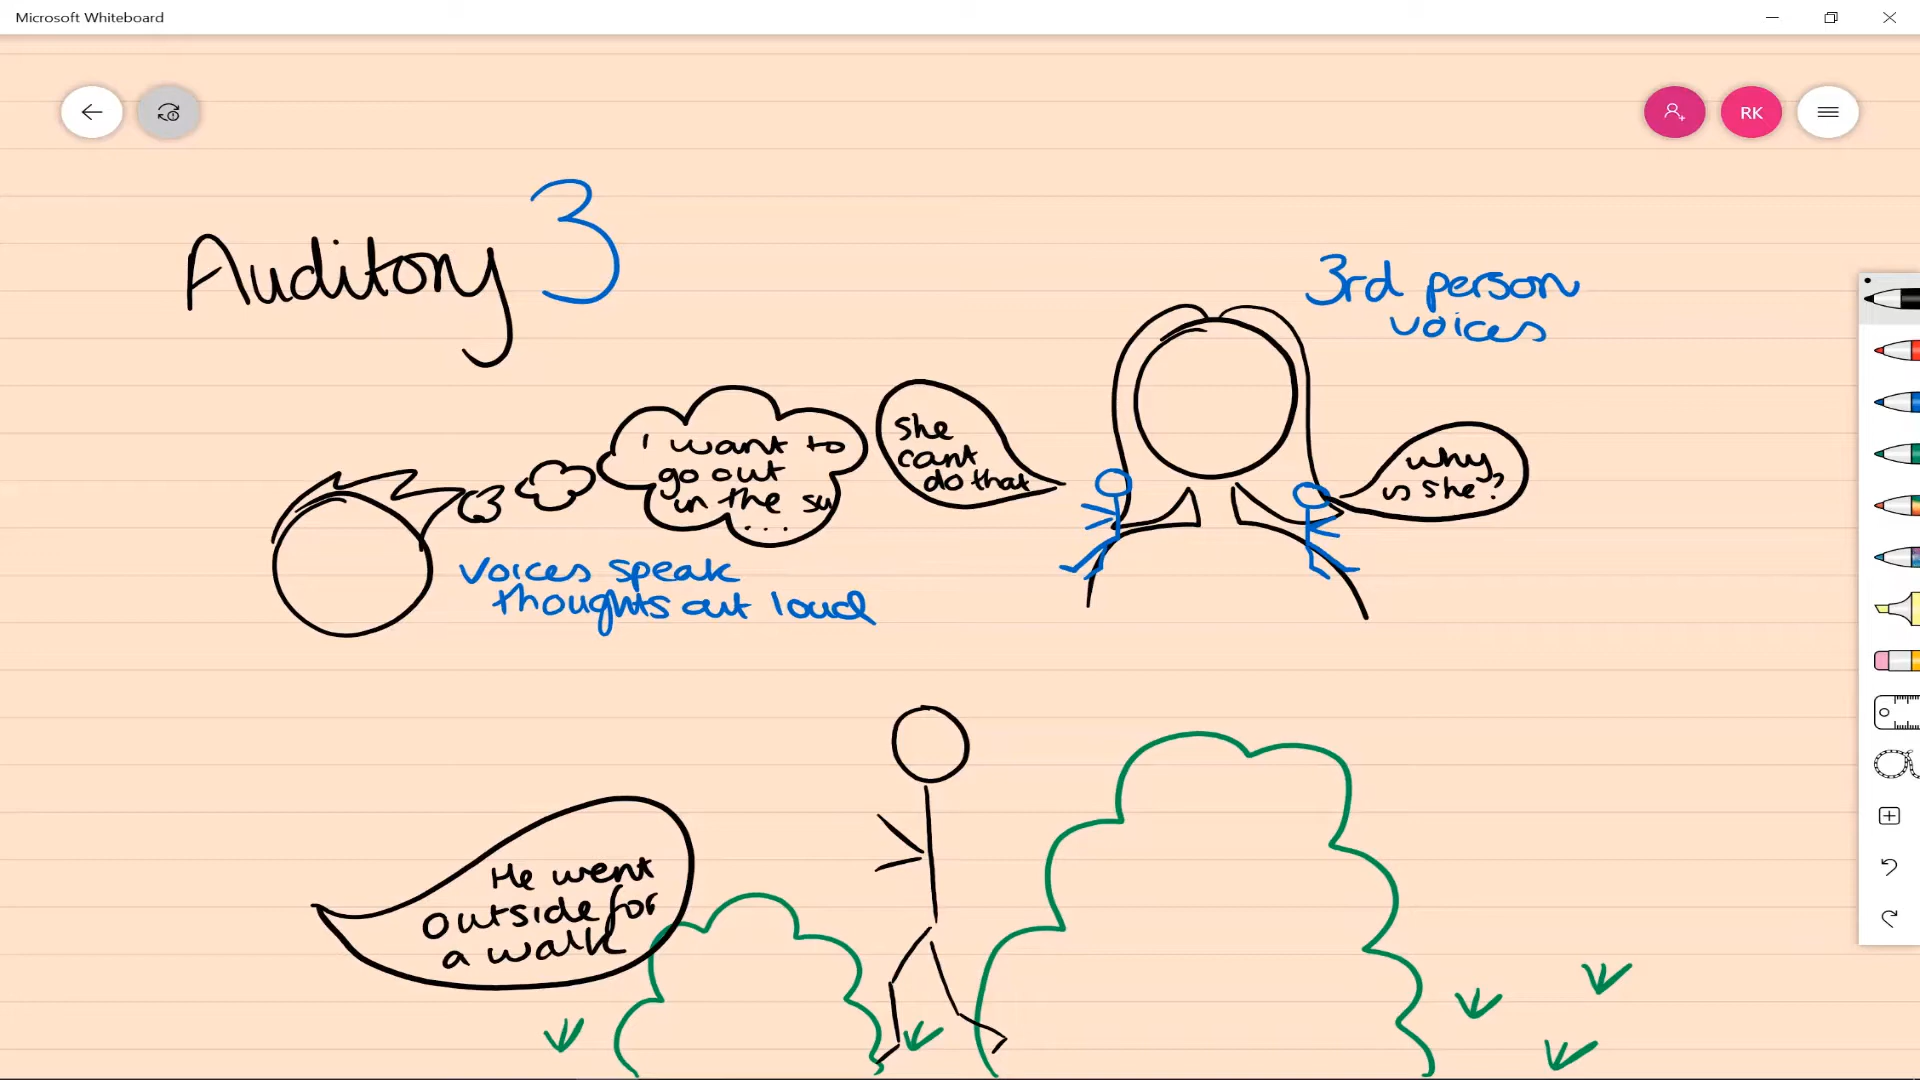 Microsoft Whiteboard
RK
Auditory 3
3rd person
voices
I want to
go out
in the su
...
she
cant
do that
why
is she?
voices speak
thoughts out loud
He went
outside for
a walk